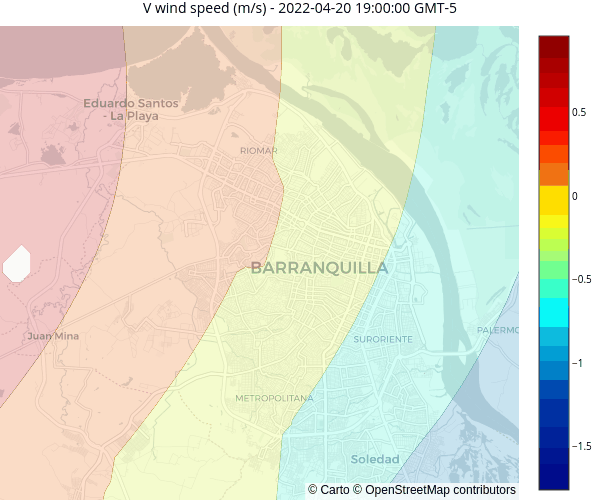 V wind speed (m/s) - 2022-04-20 19:00:00 GMT-5
Eduardo Santos
- La Playa
RIOMAR
BARRANQUILLA
Juan Mina
SURORIENTE
PALERMO
METROPOLITANA
Soledad
© Carto © OpenStreetMap contributors
0.5
0
−0.5
−1
−1.5